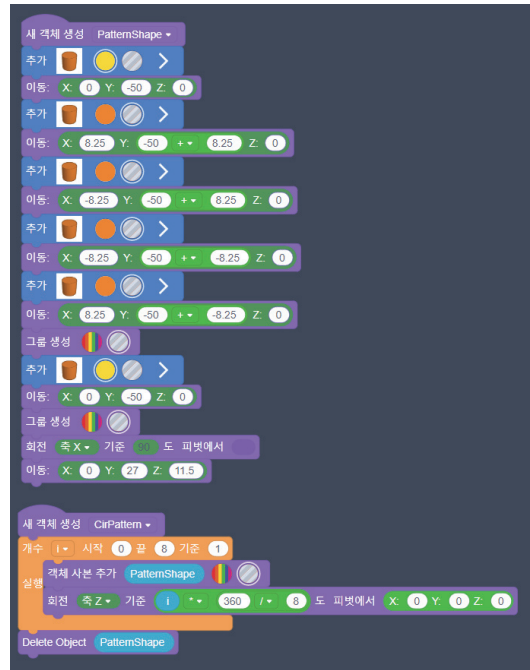 새 객체 생성 PatternShape
추가
이동: X: 0 Y: -50 Z: 0
추가
이동: X: 8.25 Y: -50 + 8.25 Z: 0
추가
이동: X: -8.25 Y: -50 + 8.25 Z: 0
추가
이동: X: -8.25 Y: -50 + -8.25 Z: 0
추가
이동: X: 8.25 Y: -50 + -8.25 Z: 0
그룹 생성
추가
이동: X: 0 Y: -50 Z: 0
그룹 생성
회전 축 X 기준 90 도 피벗에서
이동: X: 0 Y: 27 Z: 11.5
새 객체 생성 CirPattern
개수 i 시작 0 끝 8 기준 1
실행 객체 사본 추가 PatternShape
회전 축 Z 기준 i * 360 / 8 도 피벗에서 X: 0 Y: 0 Z: 0
Delete Object PatternShape